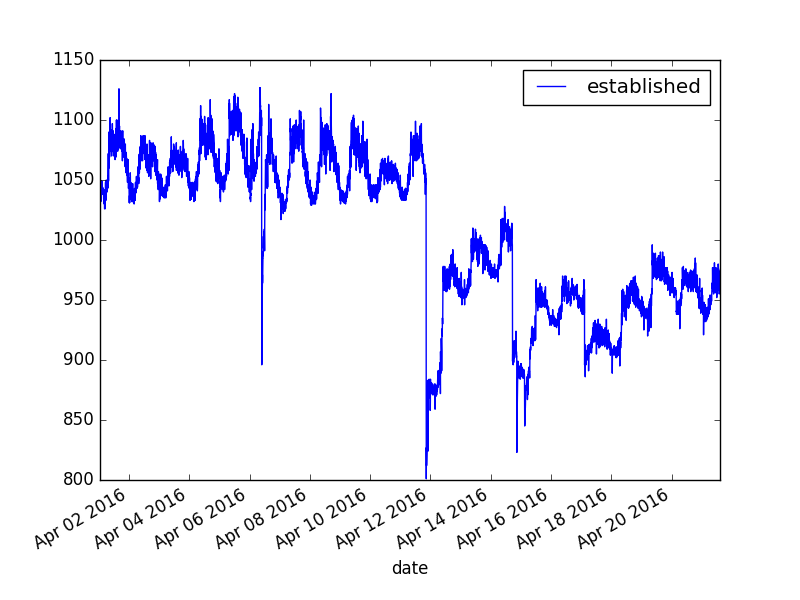 1150
1100
1050
1000
950
900
850
800
established
Apr 02 2016
Apr 04 2016
Apr 06 2016
Apr 08 2016
Apr 10 2016
Apr 12 2016
Apr 14 2016
Apr 16 2016
Apr 18 2016
Apr 20 2016
date